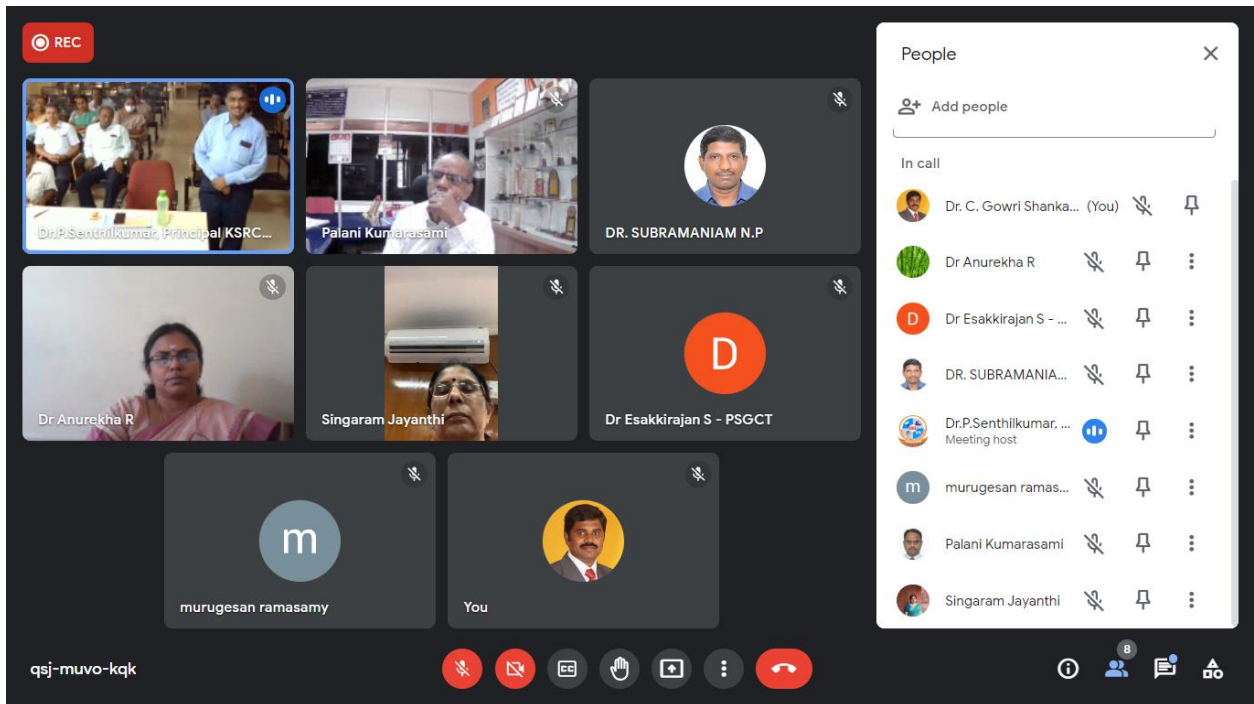 REC
Dr.P.Senthilkumar, Principal KSRC...
Palani Kumarasami
DR. SUBRAMANIAM N.P
Dr Anurekha R
Singaram Jayanthi
D
Dr Esakkirajan S - PSGCT
m
murugesan ramasamy
You
People
Add people
In call
Dr. C. Gowri Shanka... (You)
Dr Anurekha R
D
Dr Esakkirajan S - ...
DR. SUBRAMANIA...
Dr.P.Senthilkumar, ...
Meeting host
m
murugesan ramas...
Palani Kumarasami
Singaram Jayanthi
qsj-muvo-kqk
CC
8